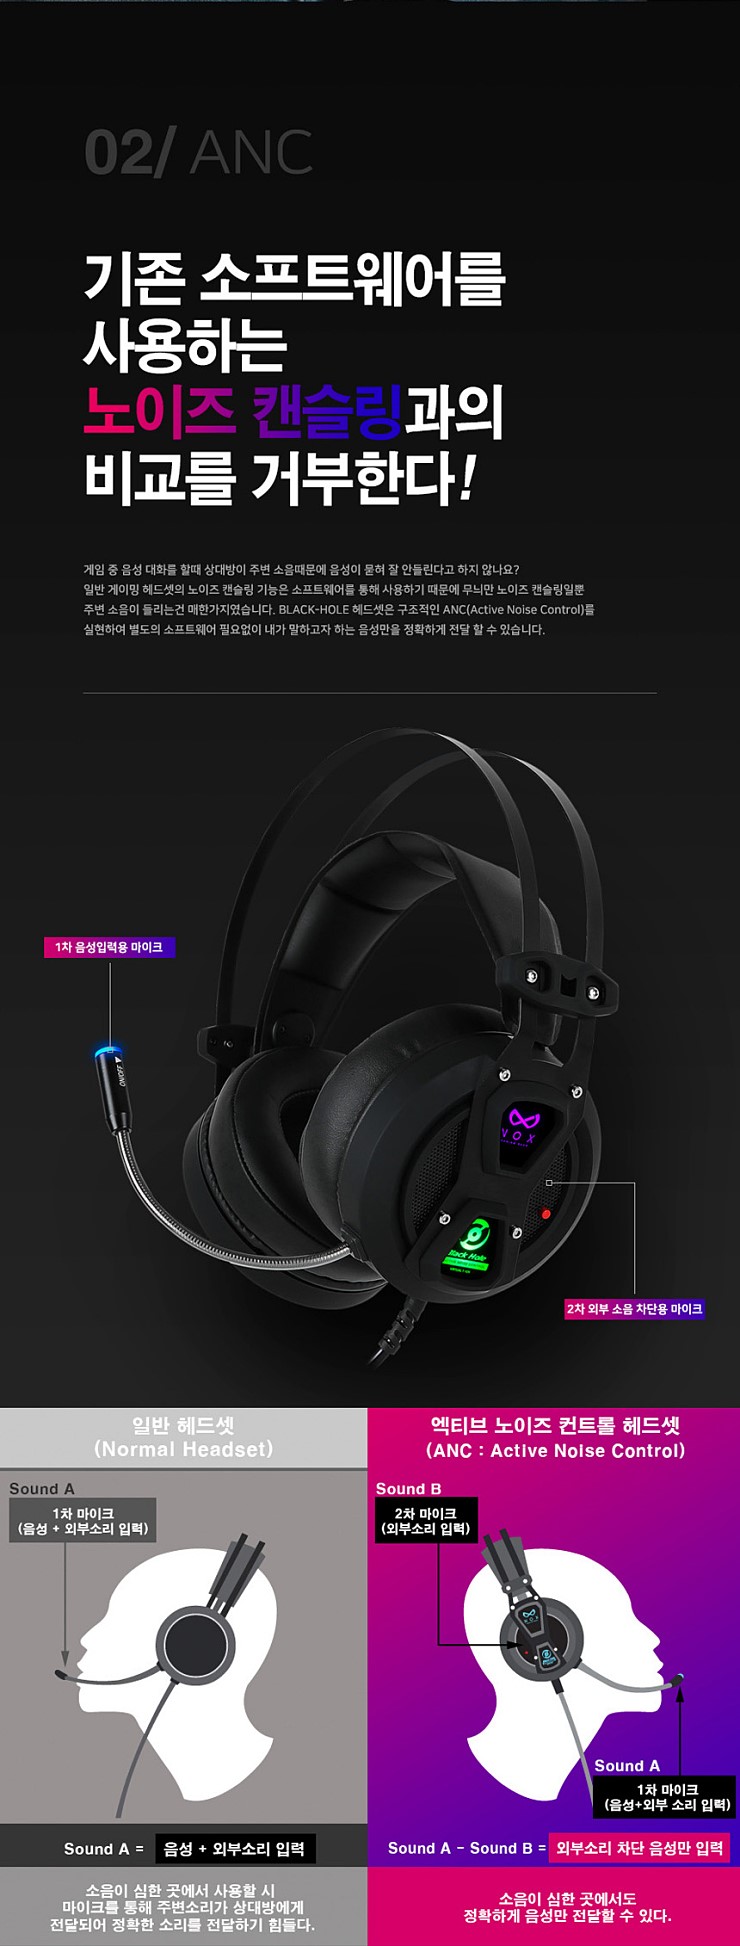 02/ ANC
기존 소프트웨어를
사용하는
노이즈 캔슬링과의
비교를 거부한다!
게임 중 음성 대화를 할때 상대방이 주변 소음때문에 음성이 묻혀 잘 안들린다고 하지 않나요?
일반 게이밍 헤드셋의 노이즈 캔슬링 기능은 소프트웨어를 통해 사용하기 때문에 무늬만 노이즈 캔슬링일뿐
주변 소음이 들리는건 매한가지였습니다. BLACK-HOLE 헤드셋은 구조적인 ANC(Active Noise Control)를
실현하여 별도의 소프트웨어 필요없이 내가 말하고자 하는 음성만을 정확하게 전달 할 수 있습니다.
1차 음성입력용 마이크
ON/OFF
NOX
Black Hole
2차 외부 소음 차단용 마이크
일반 헤드셋
(Normal Headset)
Sound A
1차 마이크
(음성 + 외부소리 입력)
Sound A = 음성 + 외부소리 입력
소음이 심한 곳에서 사용할 시
마이크를 통해 주변소리가 상대방에게
전달되어 정확한 소리를 전달하기 힘들다.
엑티브 노이즈 컨트롤 헤드셋
(ANC : Active Noise Control)
Sound B
2차 마이크
(외부소리 입력)
NOX
Sound A
1차 마이크
(음성+외부 소리 입력)
Sound A - Sound B = 외부소리 차단 음성만 입력
소음이 심한 곳에서도
정확하게 음성만 전달할 수 있다.